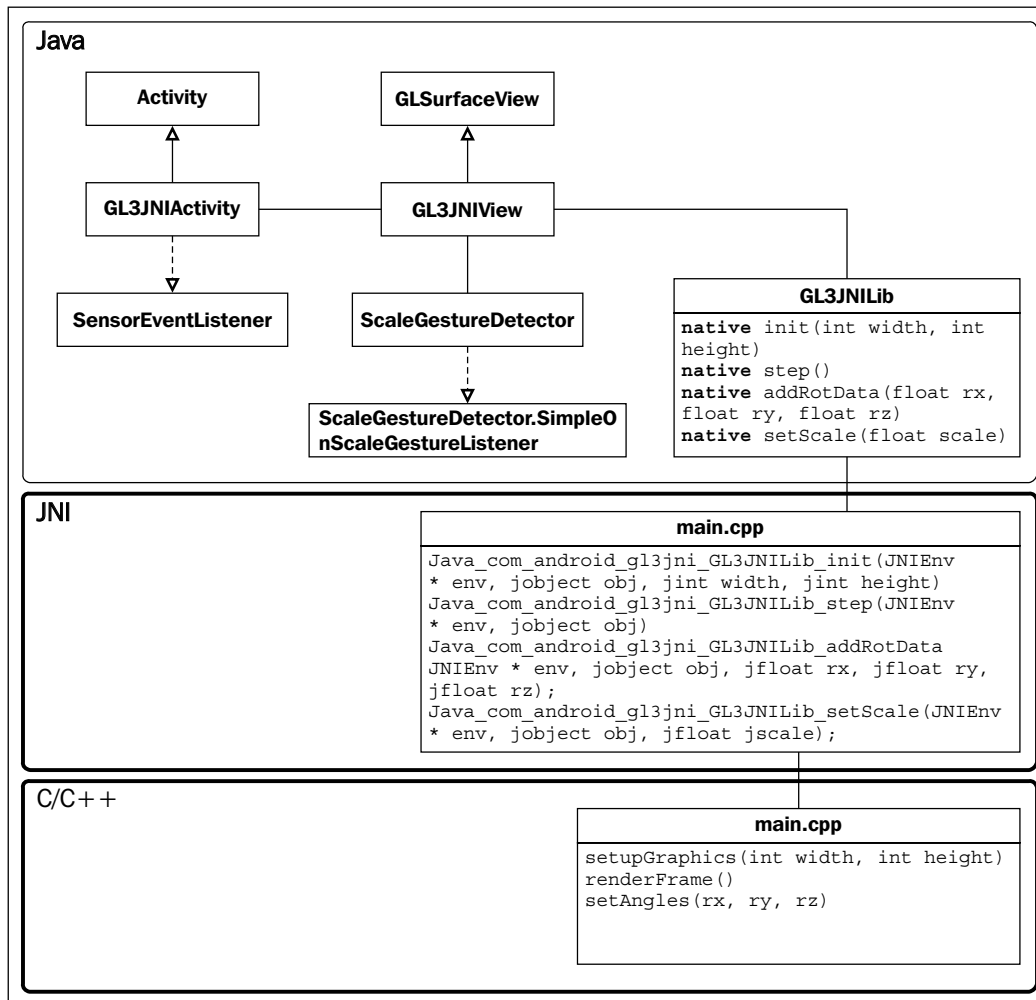 Java
Activity
GLSurfaceView
GL3JNIActivity
GL3JNIView
SensorEventListener
ScaleGestureDetector
ScaleGestureDetector.SimpleO
nScaleGestureListener
GL3JNILib
native init(int width, int
height)
native step()
native addRotData(float rx,
float ry, float rz)
native setScale(float scale)
JNI
main.cpp
Java_com_android_gl3jni_GL3JNILib_init(JNIEnv
* env, jobject obj, jint width, jint height)
Java_com_android_gl3jni_GL3JNILib_step(JNIEnv
* env, jobject obj)
Java_com_android_gl3jni_GL3JNILib_addRotData
JNIEnv * env, jobject obj, jfloat rx, jfloat ry,
jfloat rz);
Java_com_android_gl3jni_GL3JNILib_setScale(JNIEnv
* env, jobject obj, jfloat jscale);
C/C++
main.cpp
setupGraphics(int width, int height)
renderFrame()
setAngles(rx, ry, rz)